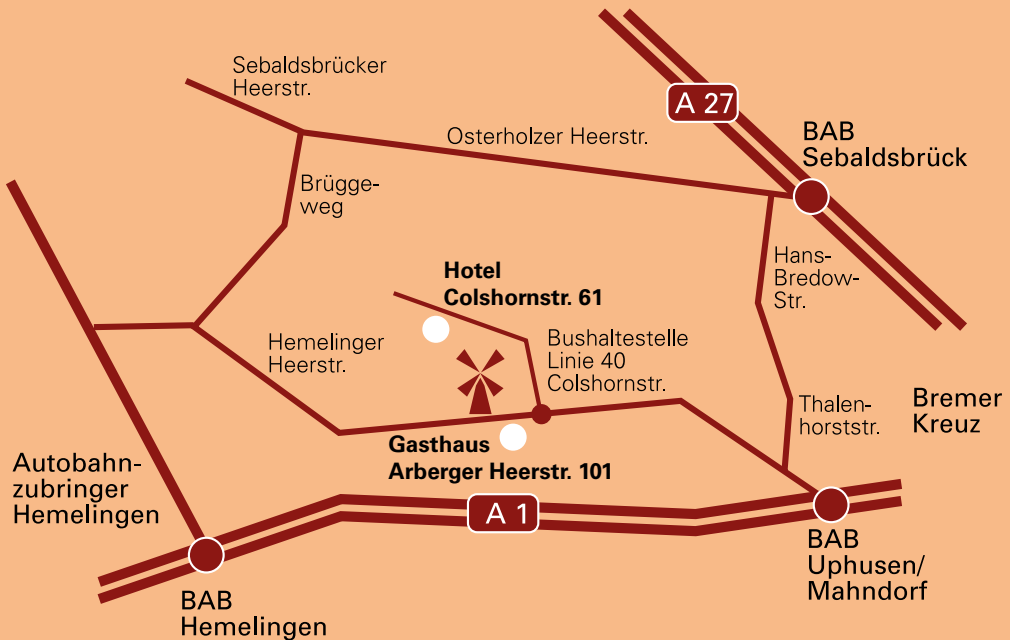 Sebaldsbrücker
Heerstr.
A 27
BAB
Sebaldsbrück
Osterholzer Heerstr.
Brügge-
weg
Hans-
Bredow-
Str.
Hotel
Colshornstr. 61
Hemelinger
Heerstr.
Bushaltestelle
Linie 40
Colshornstr.
Thalen-
horststr.
Bremer
Kreuz
Gasthaus
Arberger Heerstr. 101
Autobahn-
zubringer
Hemelingen
A 1
BAB
Uphusen/
Mahndorf
BAB
Hemelingen